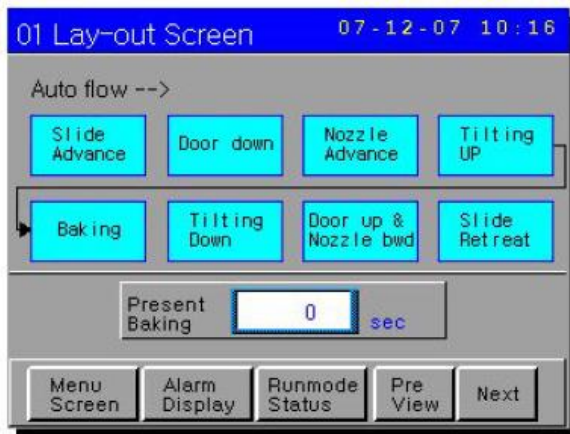 01 Lay-out Screen 07-12-07 10:16
Auto flow -->
Slide Advance
Door down
Nozzle Advance
Tilting UP
Baking
Tilting Down
Door up & Nozzle bwd
Slide Retreat
Present Baking 0 sec
Menu Screen
Alarm Display
Runmode Status
Pre View
Next